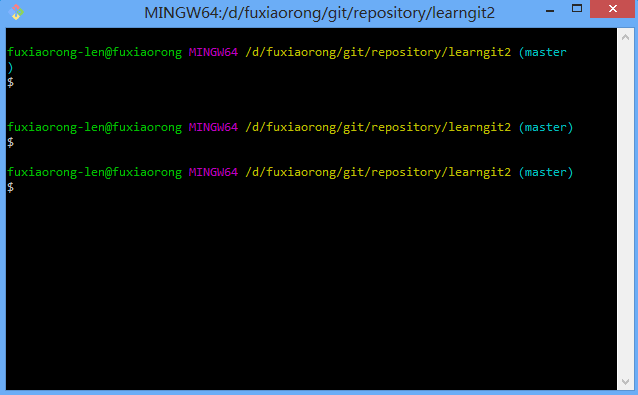 MINGW64:/d/fuxiaorong/git/repository/learngit2
fuxiaorong-len@fuxiaorong MINGW64 /d/fuxiaorong/git/repository/learngit2 (master
)
$
fuxiaorong-len@fuxiaorong MINGW64 /d/fuxiaorong/git/repository/learngit2 (master)
$
fuxiaorong-len@fuxiaorong MINGW64 /d/fuxiaorong/git/repository/learngit2 (master)
$